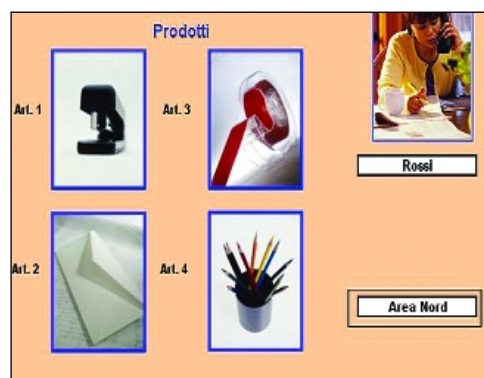 Prodotti
Art. 1
Art. 3
Rossi
Art. 2
Art. 4
Area Nord